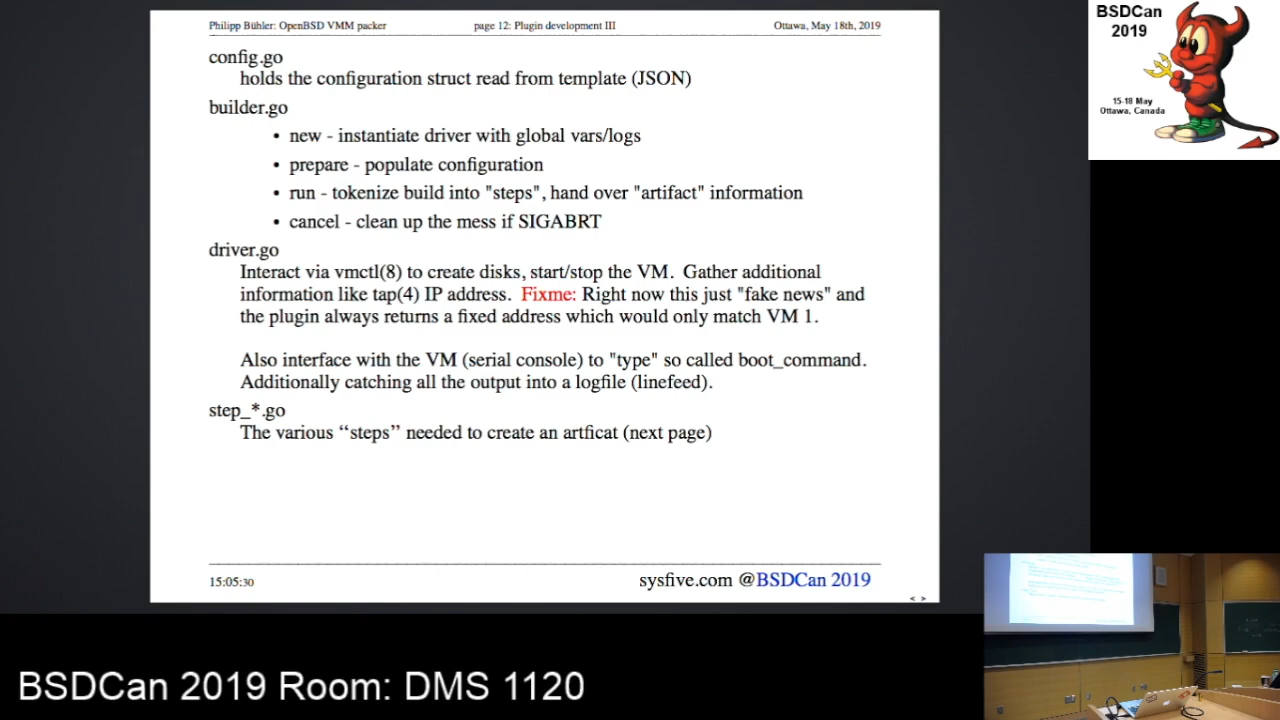 Philipp Bühler: OpenBSD VMM packer page 12: Plugin development III Ottawa, May 18th, 2019
config.go
holds the configuration struct read from template (JSON)
builder.go
• new - instantiate driver with global vars/logs
• prepare - populate configuration
• run - tokenize build into "steps", hand over "artifact" information
• cancel - clean up the mess if SIGABRT
driver.go
Interact via vmctl(8) to create disks, start/stop the VM. Gather additional
information like tap(4) IP address. Fixme: Right now this just "fake news" and
the plugin always returns a fixed address which would only match VM 1.
Also interface with the VM (serial console) to "type" so called boot_command.
Additionally catching all the output into a logfile (linefeed).
step_*.go
The various “steps” needed to create an artficat (next page)
15:05:30 sysfive.com @BSDCan 2019
< >
BSDCan
2019
15-18 May
Ottawa, Canada
BSDCan 2019 Room: DMS 1120